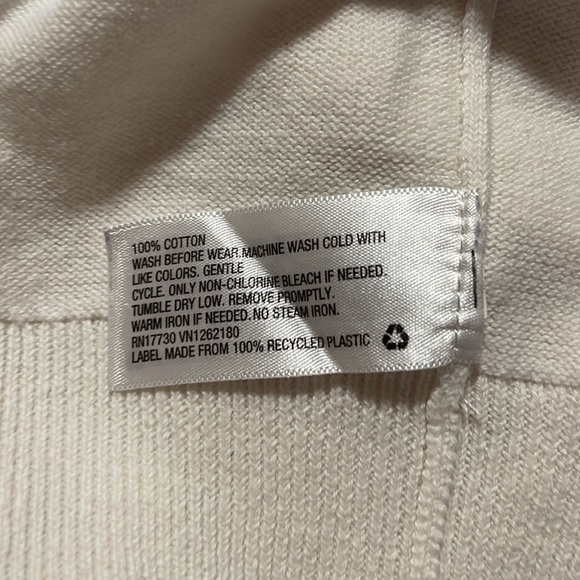 100% COTTON
WASH BEFORE WEAR.MACHINE WASH COLD WITH
LIKE COLORS. GENTLE
CYCLE. ONLY NON-CHLORINE BLEACH IF NEEDED.
TUMBLE DRY LOW. REMOVE PROMPTLY.
WARM IRON IF NEEDED. NO STEAM IRON.
RN17730 VN1262180
LABEL MADE FROM 100% RECYCLED PLASTIC